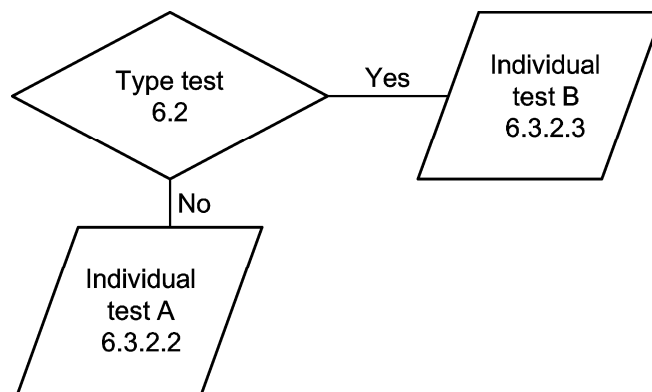 Type test
6.2
Yes
Individual
test B
6.3.2.3
No
Individual
test A
6.3.2.2